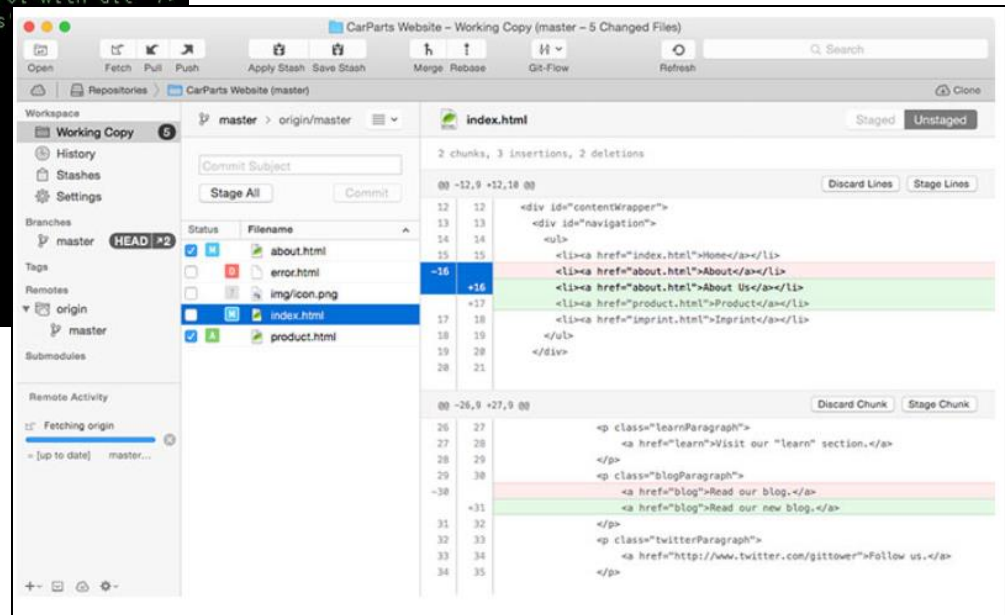 CarParts Website – Working Copy (master – 5 Changed Files)
Open Fetch Pull Push Apply Stash Save Stash Merge Rebase Git-Flow Refresh Search
Repositories CarParts Website (master) Clone
Workspace
Working Copy 5
History
Stashes
Settings
Branches
master HEAD ↗2
Tags
Remotes
origin
master
Submodules
Remote Activity
Fetching origin
= [up to date] master...
master > origin/master
Commit Subject
Stage All Commit
Status Filename
M about.html
D error.html
? img/icon.png
M index.html
A product.html
index.html Staged Unstaged
2 chunks, 3 insertions, 2 deletions
@@ -12,9 +12,10 @@ Discard Lines Stage Lines
12 12 <div id="contentWrapper">
13 13 <div id="navigation">
14 14 <ul>
15 15 <li><a href="index.html">Home</a></li>
-16 <li><a href="about.html">About</a></li>
+16 <li><a href="about.html">About Us</a></li>
+17 <li><a href="product.html">Product</a></li>
17 18 <li><a href="imprint.html">Imprint</a></li>
18 19 </ul>
19 20 </div>
20 21
@@ -26,9 +27,9 @@ Discard Chunk Stage Chunk
26 27 <p class="learnParagraph">
27 28 <a href="learn">Visit our "learn" section.</a>
28 29 </p>
29 30 <p class="blogParagraph">
-30 <a href="blog">Read our blog.</a>
+31 <a href="blog">Read our new blog.</a>
31 32 </p>
32 33 <p class="twitterParagraph">
33 34 <a href="http://www.twitter.com/gittower">Follow us.</a>
34 35 </p>